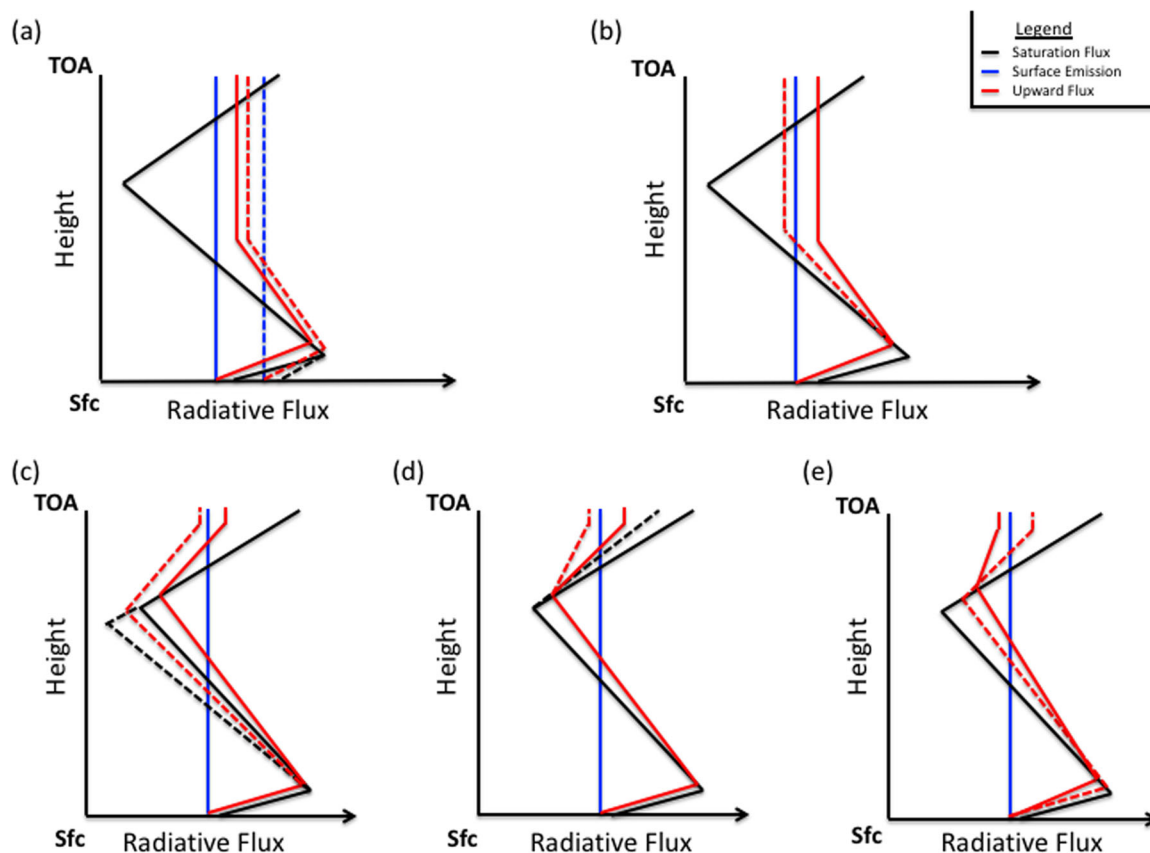 (a)
TOA
Height
Sfc
Radiative Flux
(b)
TOA
Height
Sfc
Radiative Flux
Legend
Saturation Flux
Surface Emission
Upward Flux
(c)
TOA
Height
Sfc
Radiative Flux
(d)
TOA
Height
Sfc
Radiative Flux
(e)
TOA
Height
Sfc
Radiative Flux